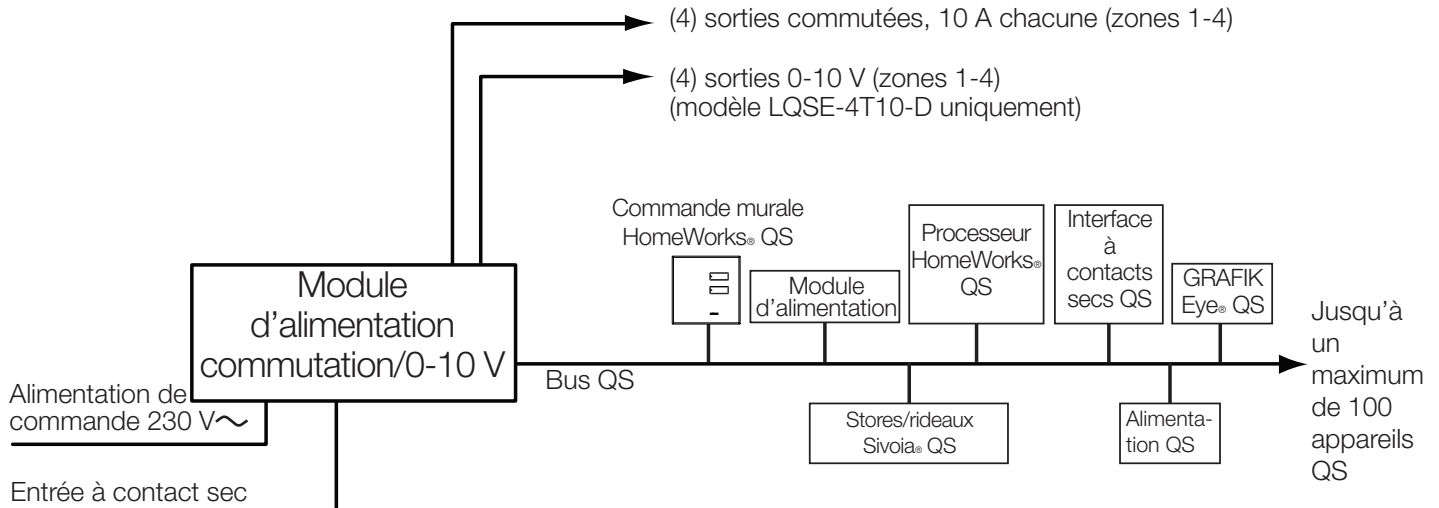 (4) sorties commutées, 10 A chacune (zones 1-4)
(4) sorties 0-10 V (zones 1-4)
(modèle LQSE-4T10-D uniquement)
Commande murale
HomeWorks® QS
Processeur
HomeWorks®
QS
Interface
à
contacts
secs QS
Module
d'alimentation
GRAFIK
Eye® QS
Module
d'alimentation
commutation/0-10 V
Jusqu'à
un
maximum
de 100
appareils
QS
Bus QS
Alimentation de
commande 230 V~
Stores/rideaux
Sivoia® QS
Alimenta-
tion QS
Entrée à contact sec